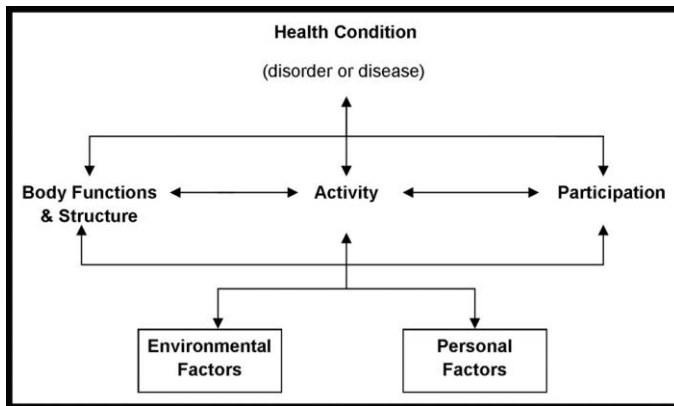 Health Condition
(disorder or disease)
Body Functions
& Structure
Activity
Participation
Environmental
Factors
Personal
Factors